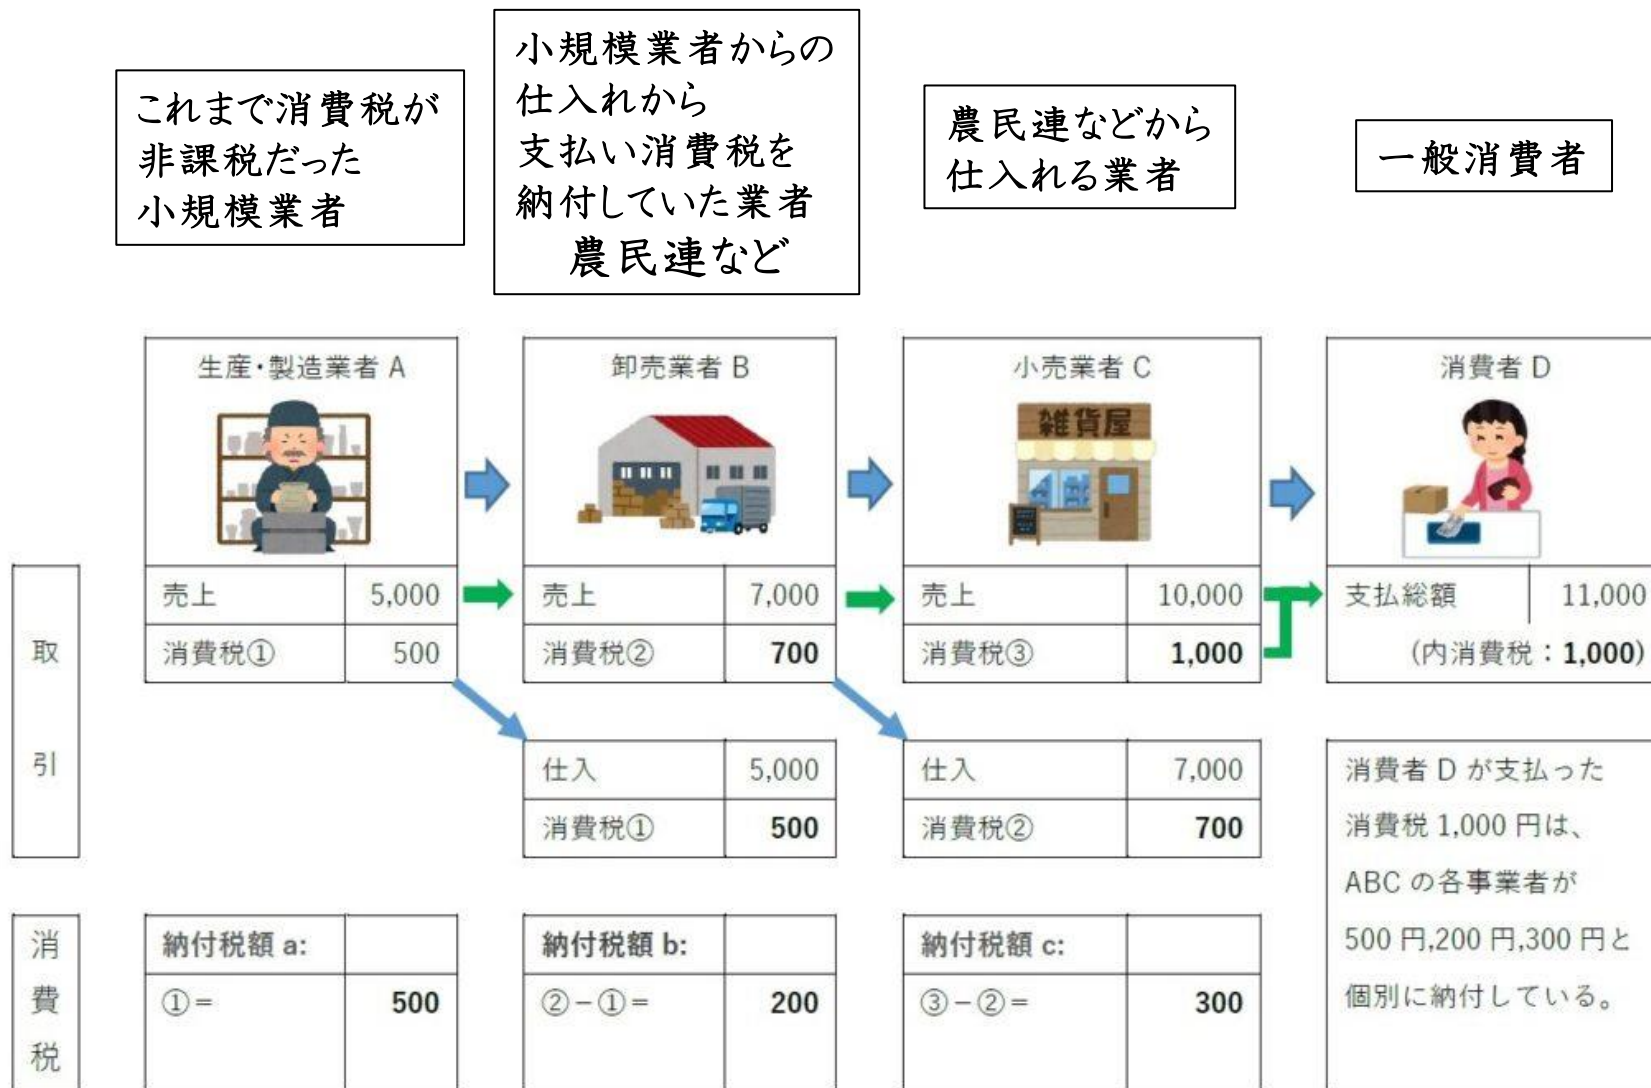 これまで消費税が
非課税だった
小規模業者
小規模業者からの
仕入れから
支払い消費税を
納付していた業者
農民連など
農民連などから
仕入れる業者
一般消費者
生産・製造業者 A
卸売業者 B
小売業者 C
消費者 D
雑貨屋
取引
売上 5,000
消費税① 500
売上 7,000
消費税② 700
売上 10,000
消費税③ 1,000
支払総額 11,000
(内消費税：1,000)
仕入 5,000
消費税① 500
仕入 7,000
消費税② 700
消費者 D が支払った
消費税 1,000 円は、
ABC の各事業者が
500 円,200 円,300 円と
個別に納付している。
消費税
納付税額 a:
①＝ 500
納付税額 b:
②－①＝ 200
納付税額 c:
③－②＝ 300